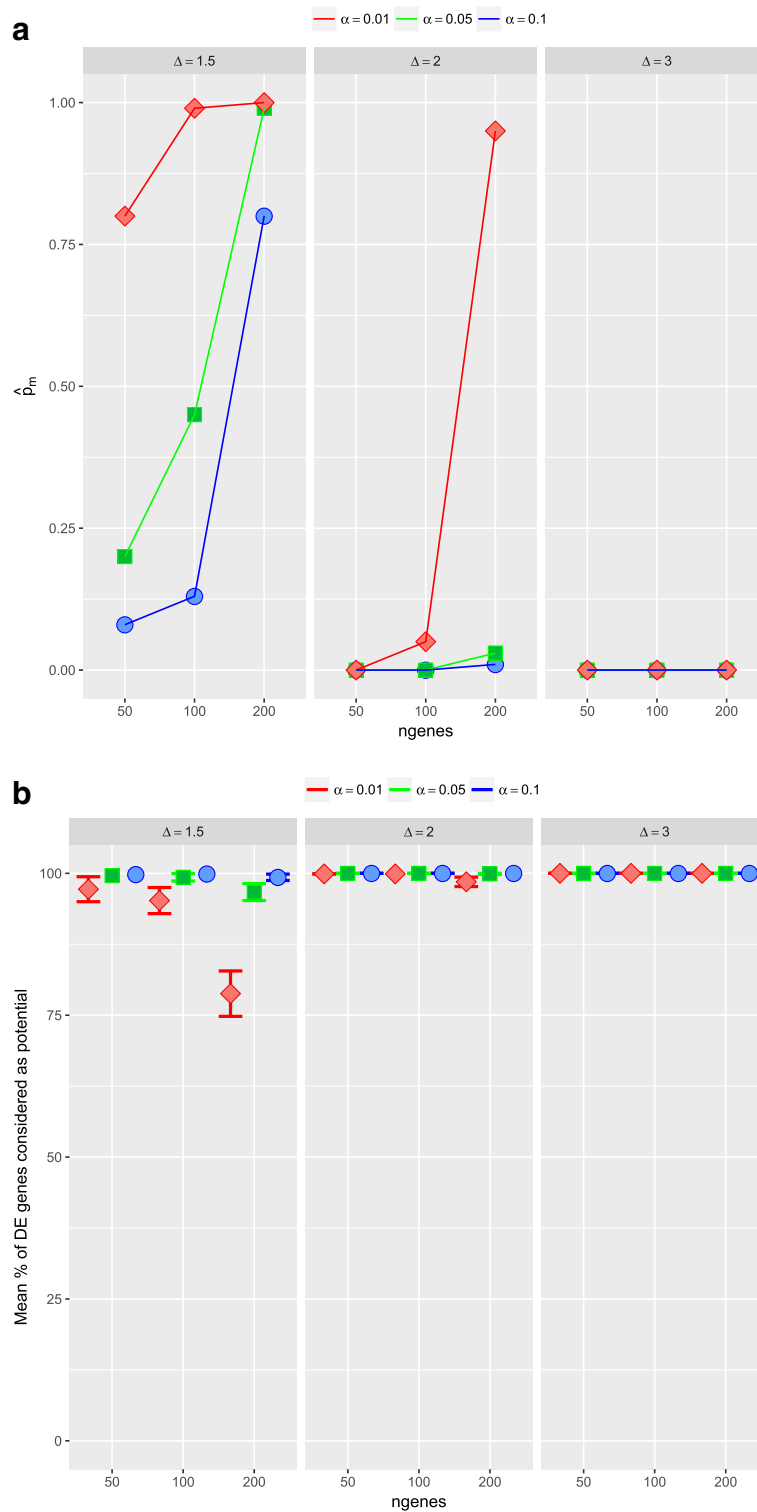 a
α = 0.01 α = 0.05 α = 0.1
Δ = 1.5 Δ = 2 Δ = 3
1.00
0.75
0.50
0.25
0.00
p̂m
50 100 200 50 100 200 50 100 200
ngenes
b
α = 0.01 α = 0.05 α = 0.1
Δ = 1.5 Δ = 2 Δ = 3
100
75
50
25
0
Mean % of DE genes considered as potential
50 100 200 50 100 200 50 100 200
ngenes